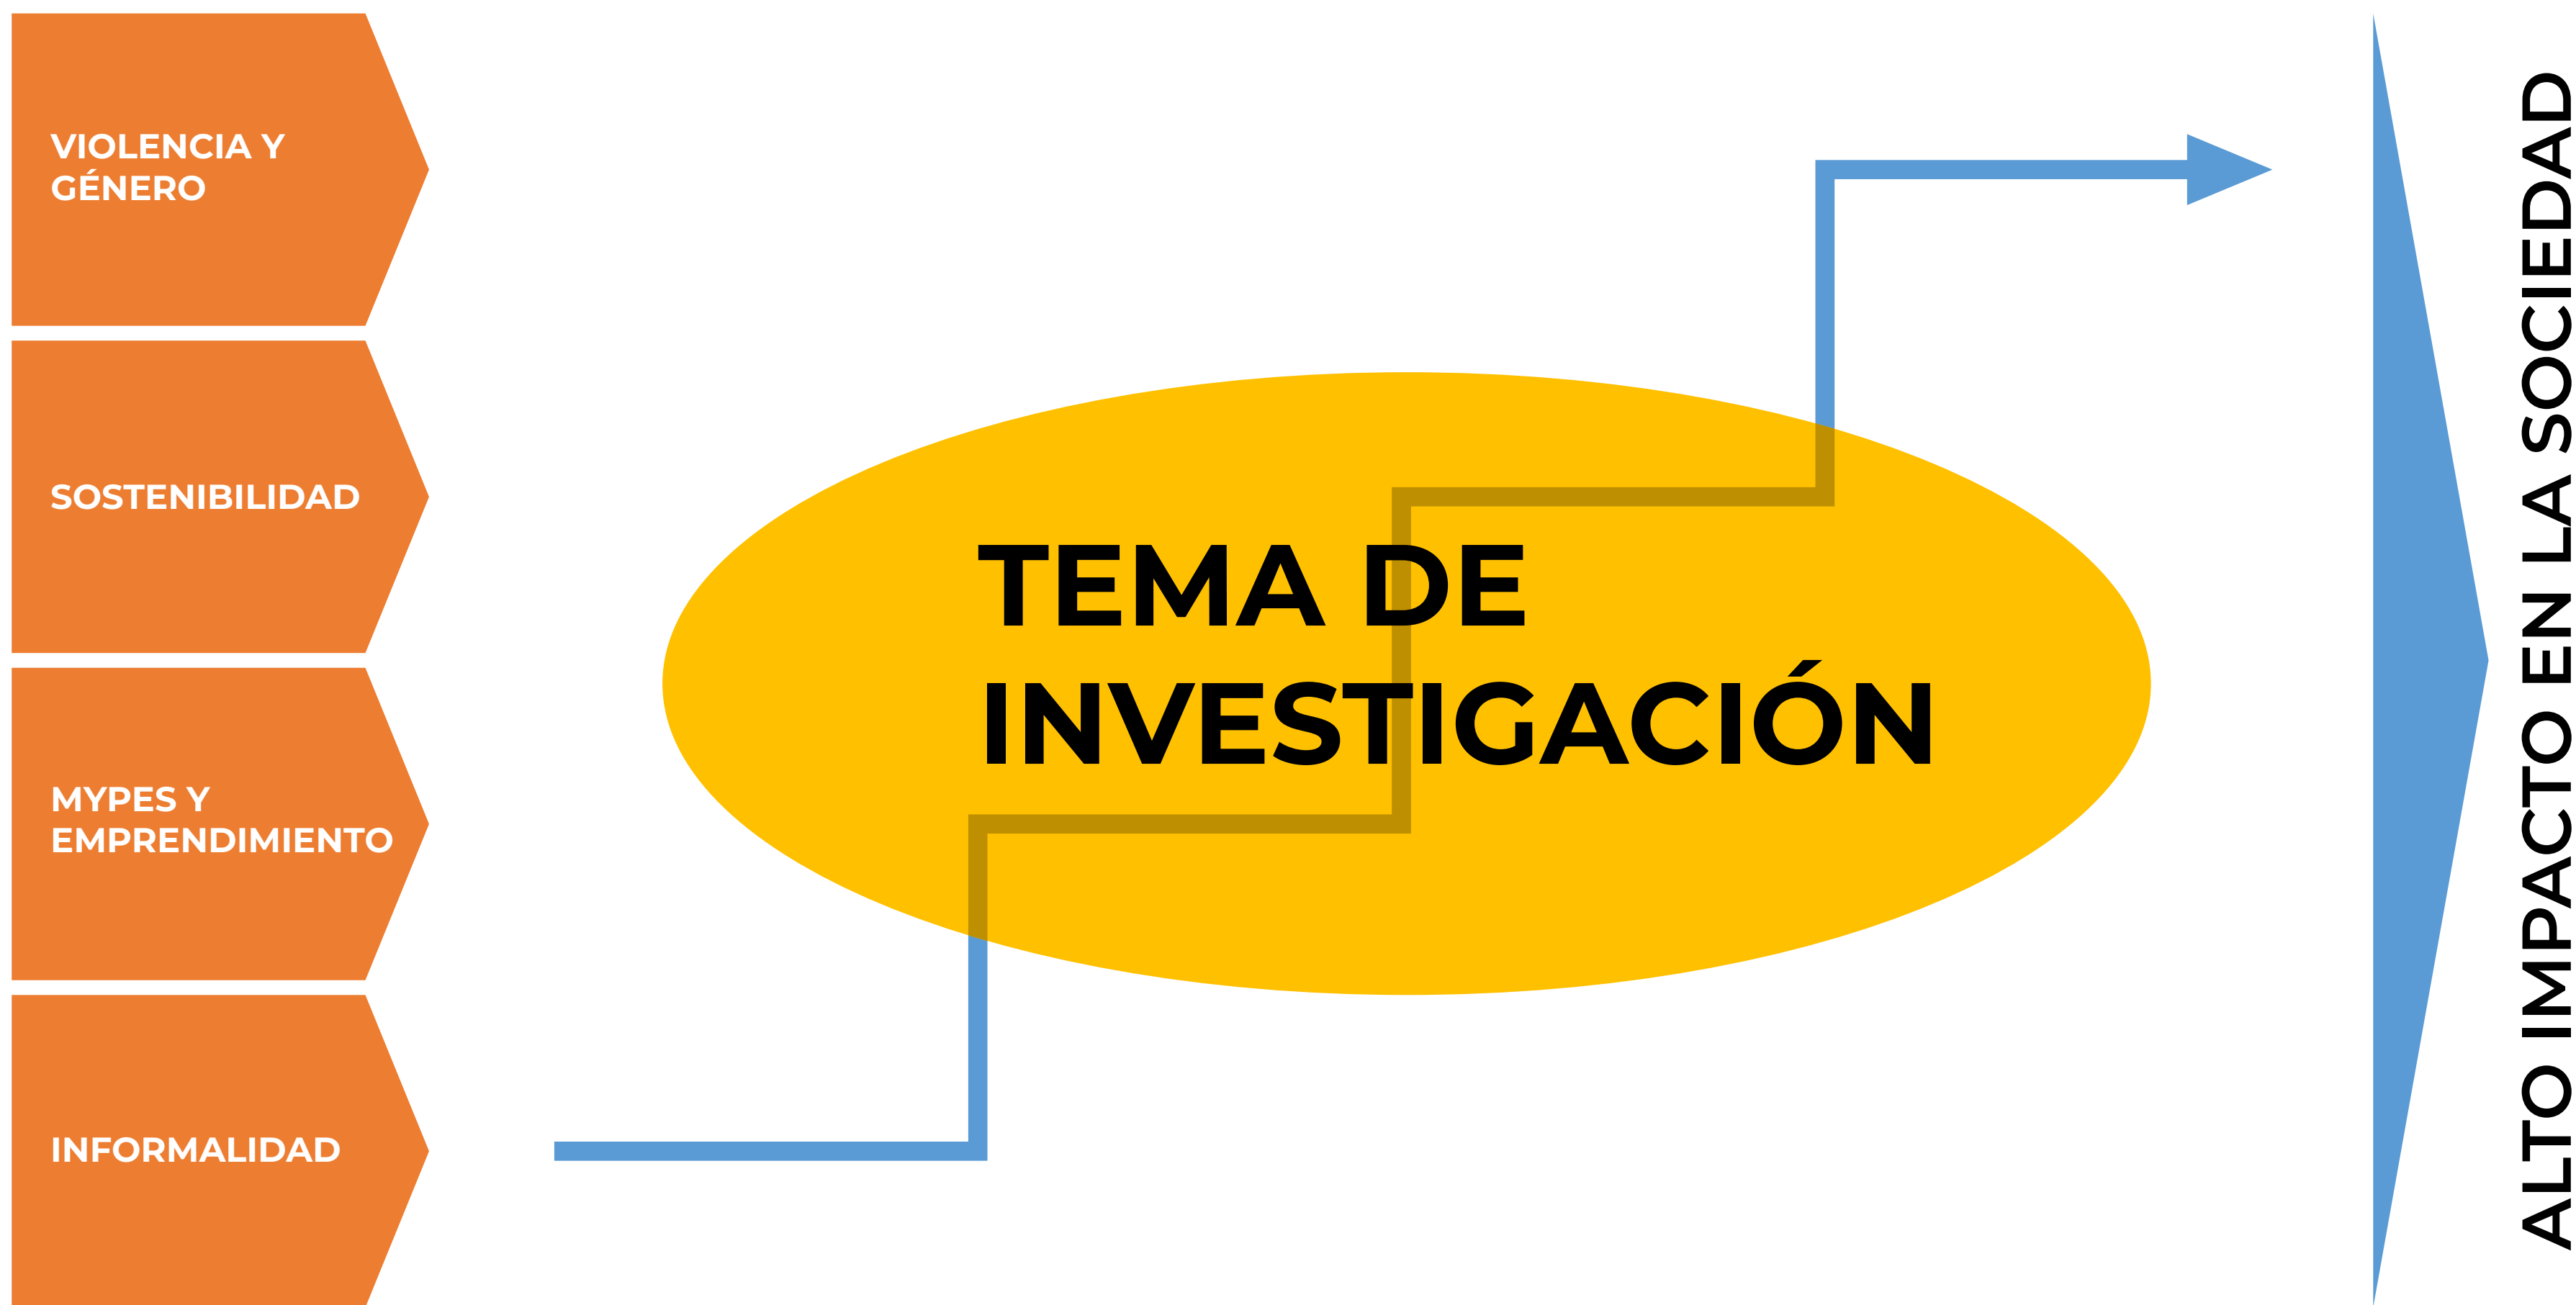 VIOLENCIA Y
GÉNERO
SOSTENIBILIDAD
MYPES Y
EMPRENDIMIENTO
INFORMALIDAD
TEMA DE
INVESTIGACIÓN
ALTO IMPACTO EN LA SOCIEDAD